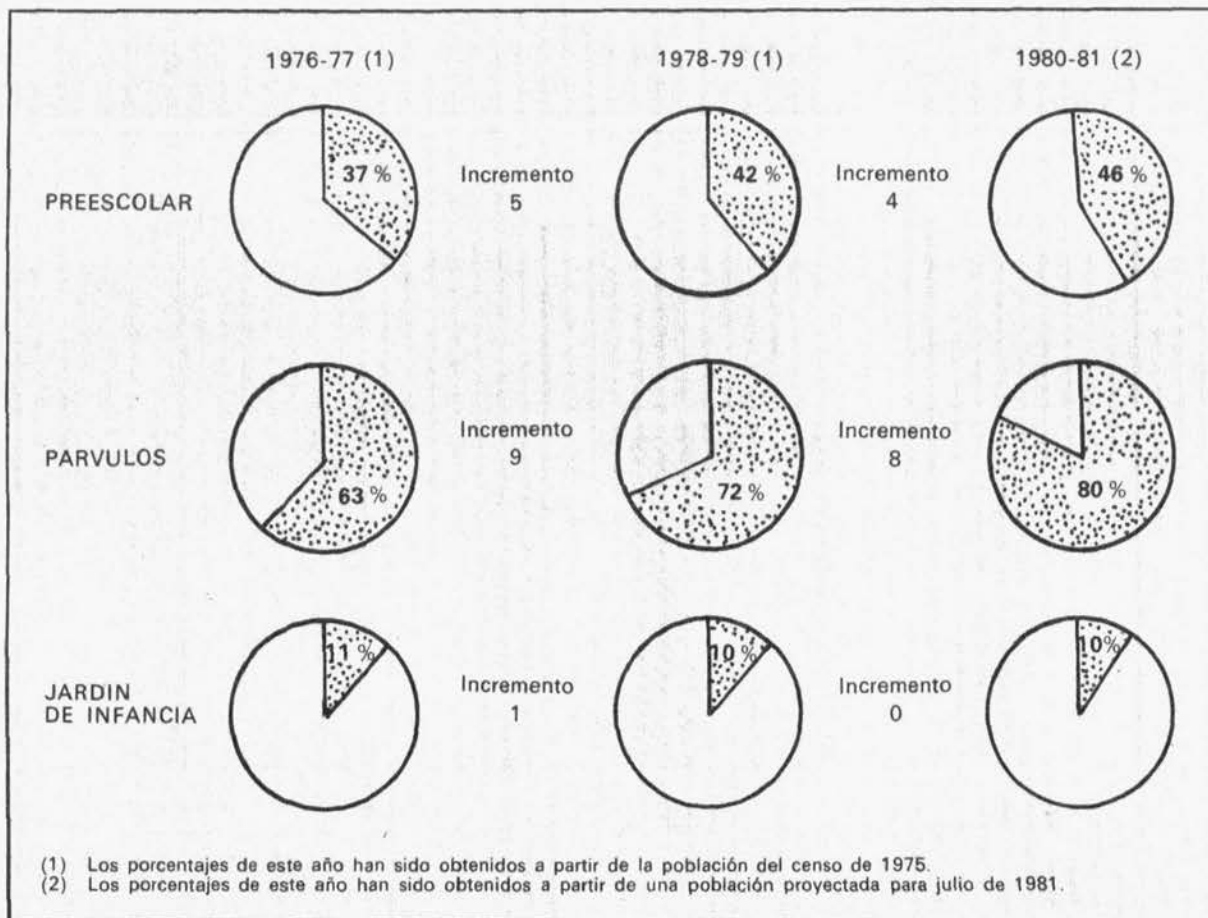 1976-77 (1) 1978-79 (1) 1980-81 (2)
PREESCOLAR 37 % Incremento 5 42 % Incremento 4 46 %
PARVULOS 63 % Incremento 9 72 % Incremento 8 80 %
JARDIN DE INFANCIA 11 % Incremento 1 10 % Incremento 0 10 %
(1) Los porcentajes de este año han sido obtenidos a partir de la población del censo de 1975.
(2) Los porcentajes de este año han sido obtenidos a partir de una población proyectada para julio de 1981.